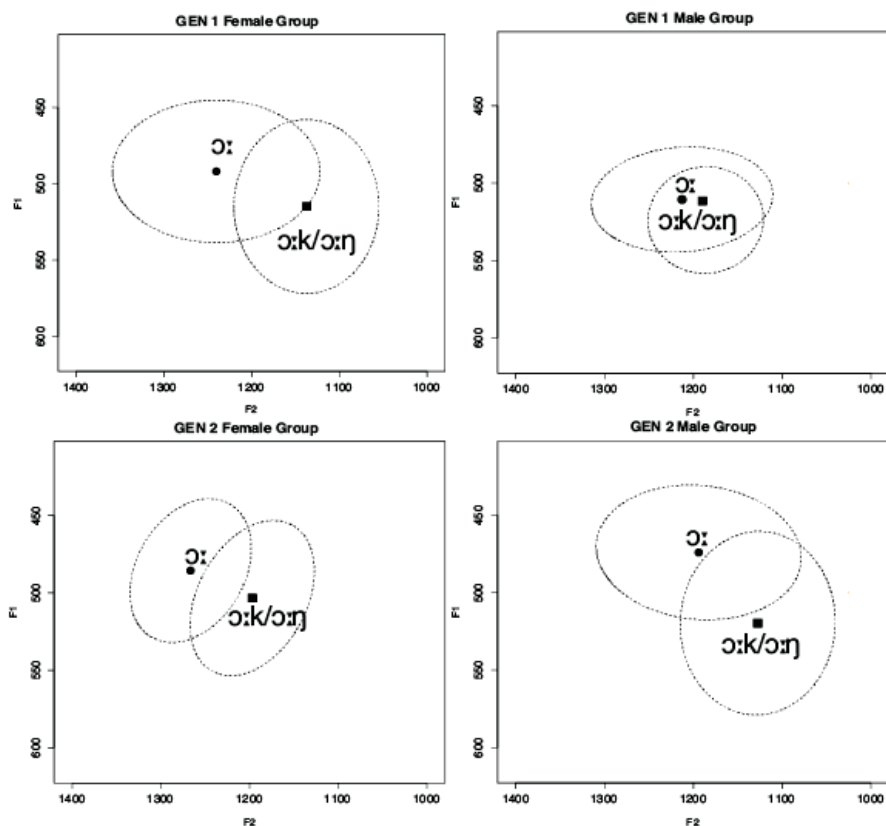 GEN 1 Female Group
450
500
550
600
F1
ɔː
ɔːk/ɔːŋ
1400
1300
1200
1100
1000
F2
GEN 1 Male Group
450
500
550
600
F1
ɔː
ɔːk/ɔːŋ
1400
1300
1200
1100
1000
F2
GEN 2 Female Group
450
500
550
600
F1
ɔː
ɔːk/ɔːŋ
1400
1300
1200
1100
1000
F2
GEN 2 Male Group
450
500
550
600
F1
ɔː
ɔːk/ɔːŋ
1400
1300
1200
1100
1000
F2